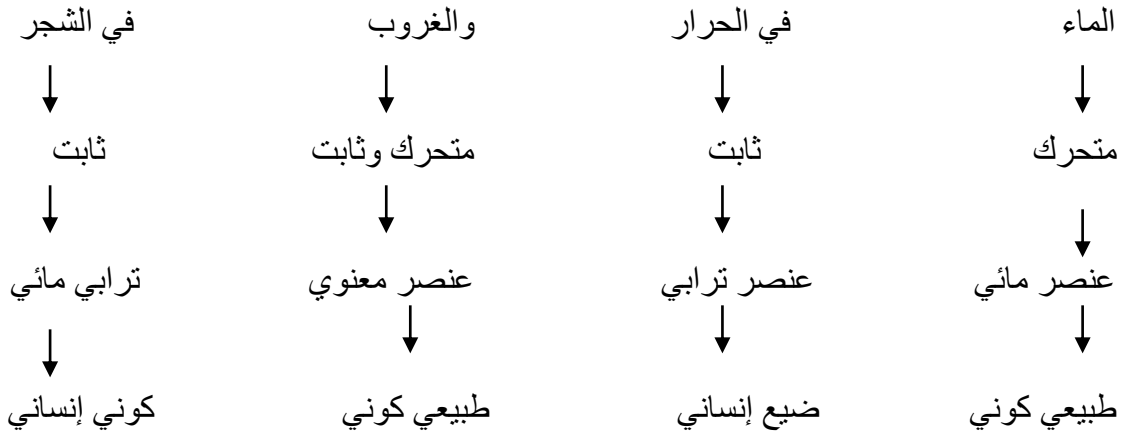 الماء في الحرار والغروب في الشجر
متحرك ثابت متحرك وثابت ثابت
عنصر مائي عنصر ترابي عنصر معنوي ترابي مائي
طبيعي كوني ضيع إنساني طبيعي كوني كوني إنساني